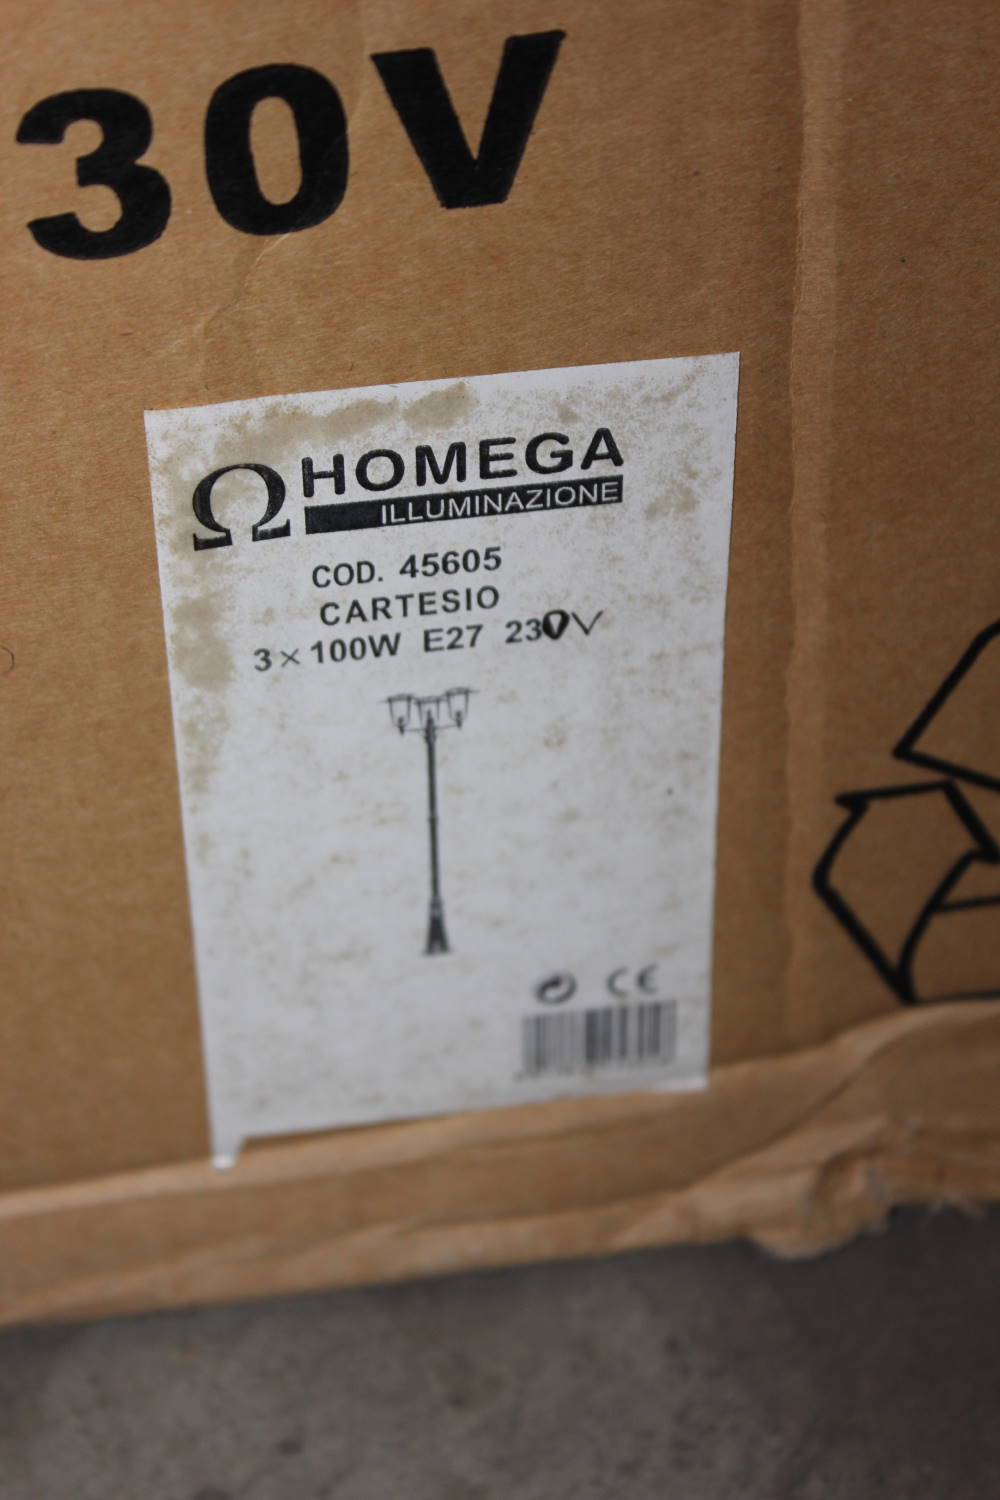 30V
Ω HOMEGA
ILLUMINAZIONE
COD. 45605
CARTESIO
3 × 100W E27 230V
CE